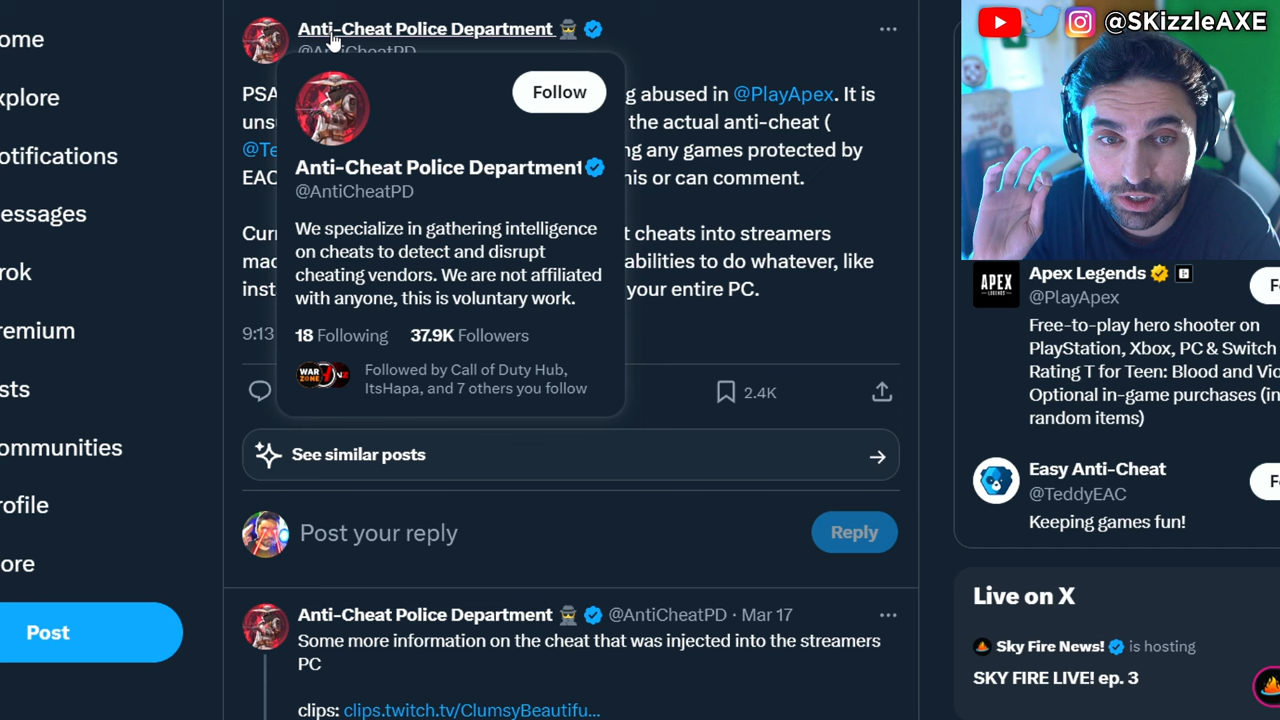 ome
xplore
otifications
essages
rok
remium
sts
ommunities
rofile
ore
Post
Anti-Cheat Police Department
@AntiCheatPD
PSA
g abused in @PlayApex. It is
uns
the actual anti-cheat (
@Te
ng any games protected by
EAC
his or can comment.
Curr
t cheats into streamers
mac
abilities to do whatever, like
inst
your entire PC.
9:13
Follow
Anti-Cheat Police Department
@AntiCheatPD
We specialize in gathering intelligence
on cheats to detect and disrupt
cheating vendors. We are not affiliated
with anyone, this is voluntary work.
18 Following 37.9K Followers
WAR
ZONE
Followed by Call of Duty Hub,
ItsHapa, and 7 others you follow
2.4K
See similar posts
Post your reply
Reply
Anti-Cheat Police Department @AntiCheatPD · Mar 17
Some more information on the cheat that was injected into the streamers
PC
clips: clips.twitch.tv/ClumsyBeautifu...
@SKizzleAXE
APEX
Apex Legends
@PlayApex
Fo
Free-to-play hero shooter on
PlayStation, Xbox, PC & Switch
Rating T for Teen: Blood and Vio
Optional in-game purchases (in
random items)
Easy Anti-Cheat
@TeddyEAC
Fo
Keeping games fun!
Live on X
Sky Fire News! is hosting
SKY FIRE LIVE! ep. 3